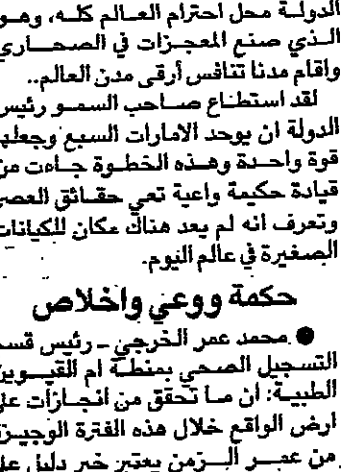 الدولة محل احترام العالم كله، وهو
الذي صنع المعجزات في الصحاري
واقام مدنا تنافس أرقى مدن العالم..
لقد استطاع صاحب السمو رئيس
الدولة ان يوحد الامارات السبع وجعلها
قوة واحدة وهذه الخطوة جاءت من
قيادة حكيمة واعية تعي حقائق العصر
وتعرف انه لم يعد هناك مكان للكيانات
الصغيرة في عالم اليوم.
حكمة ووعي واخلاص
● محمد عمر الخرجي - رئيس قسم
التسجيل الصحي بمنطقة ام القيوين
الطبية: ان ما تحقق من انجازات على
ارض الواقع خلال هذه الفترة الوجيزة
من عمر الزمن يعتبر خير دليل على